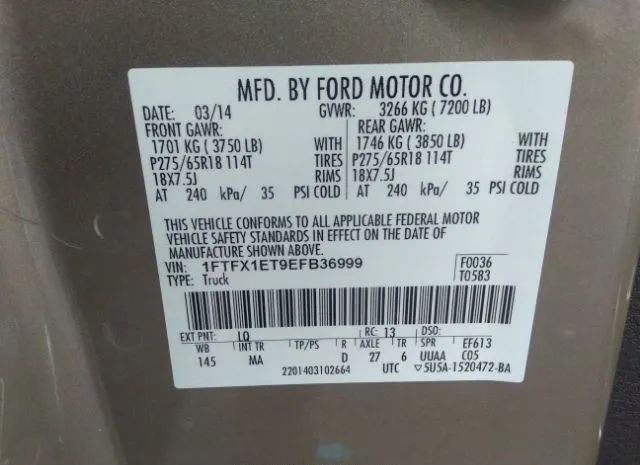 MFD. BY FORD MOTOR CO.
DATE: 03/14 GVWR: 3266 KG ( 7200 LB)
FRONT GAWR: REAR GAWR:
1701 KG ( 3750 LB) WITH 1746 KG ( 3850 LB) WITH
P275/65R18 114T TIRES P275/65R18 114T TIRES
18X7.5J RIMS 18X7.5J RIMS
AT 240 kPa/ 35 PSI COLD AT 240 kPa/ 35 PSI COLD
THIS VEHICLE CONFORMS TO ALL APPLICABLE FEDERAL MOTOR
VEHICLE SAFETY STANDARDS IN EFFECT ON THE DATE OF
MANUFACTURE SHOWN ABOVE.
VIN: 1FTFX1ET9EFB36999 F0036
TYPE: Truck T0583
EXT PNT: LQ RC: 13 DSO:
WB INT TR TP/PS R AXLE TR SPR EF613
145 MA D 27 6 UUAA C05
2201403102664 UTC ▽5U5A-1520472-BA